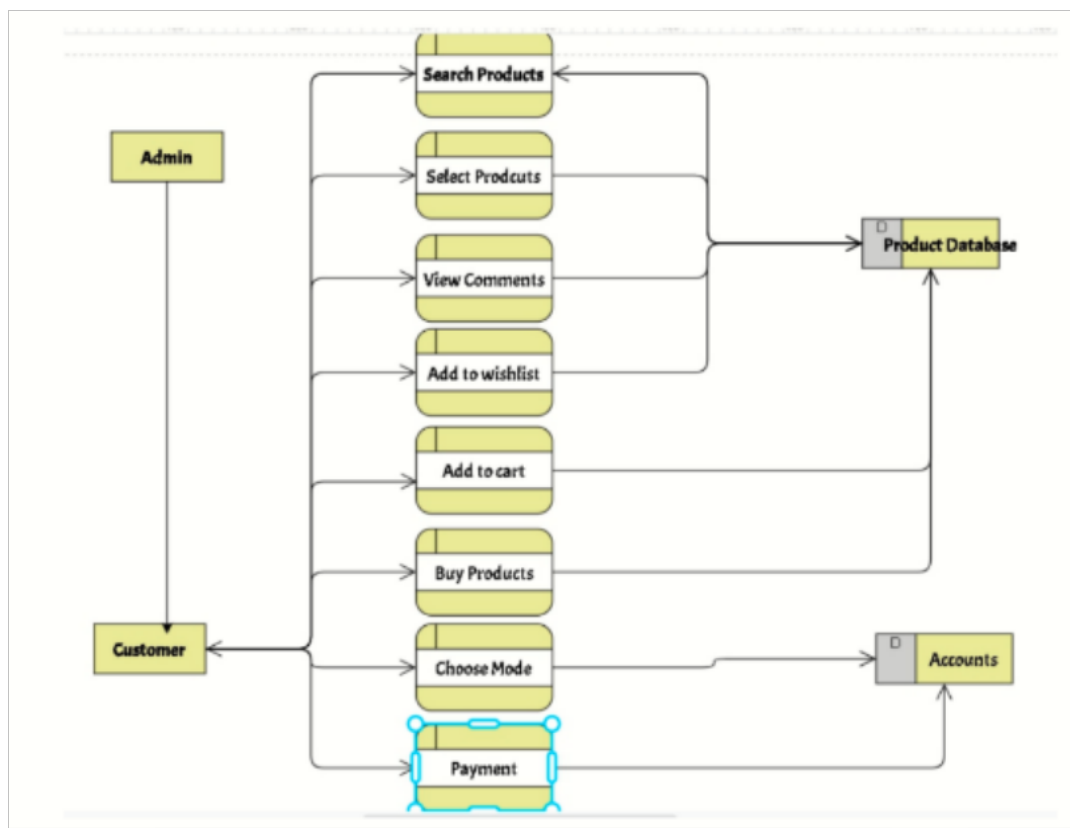 Search Products
Admin
Select Prodcuts
D
Product Database
View Comments
Add to wishlist
Add to cart
Buy Products
Customer
Choose Mode
D
Accounts
Payment